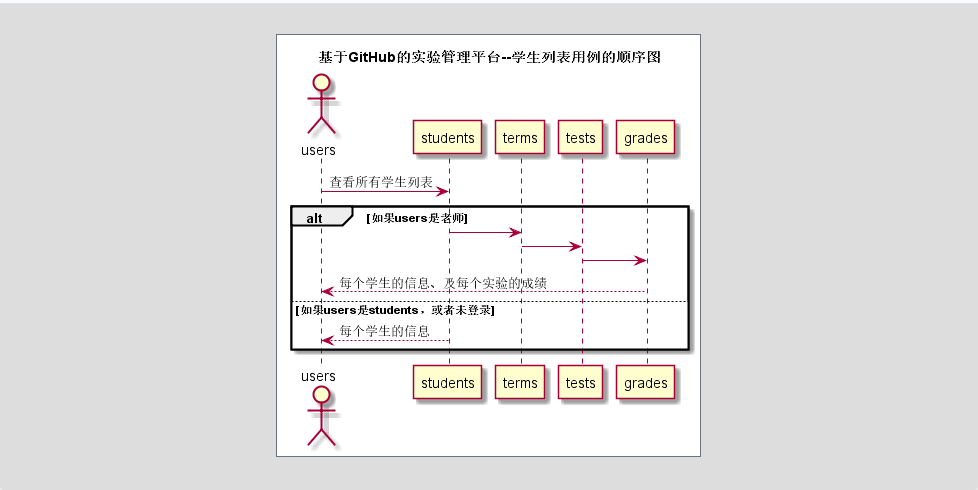 基于GitHub的实验管理平台--学生列表用例的顺序图
users
students
terms
tests
grades
查看所有学生列表
alt
[如果users是老师]
每个学生的信息、及每个实验的成绩
[如果users是students，或者未登录]
每个学生的信息
users
students
terms
tests
grades